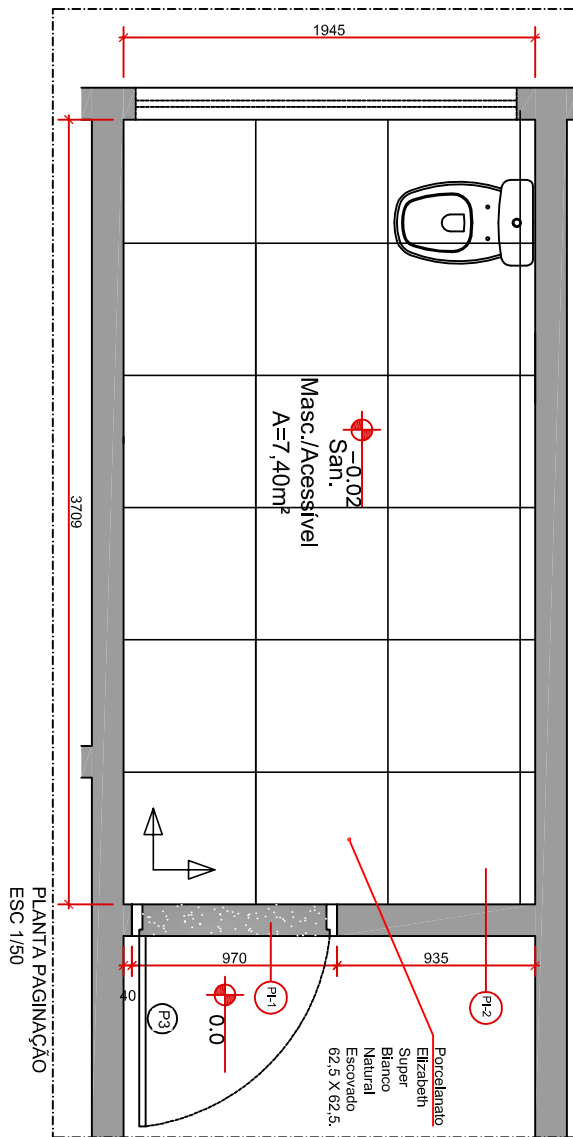 1945
3709
-0.02
San.
Masc./Acessível
A=7,40m²
970
935
40
PI-1
PI-2
P3
0.0
Porcelanato
Elizabeth
Super
Bianco
Natural
Escovado
62,5 X 62,5.
PLANTA PAGINAÇÃO
ESC 1/50